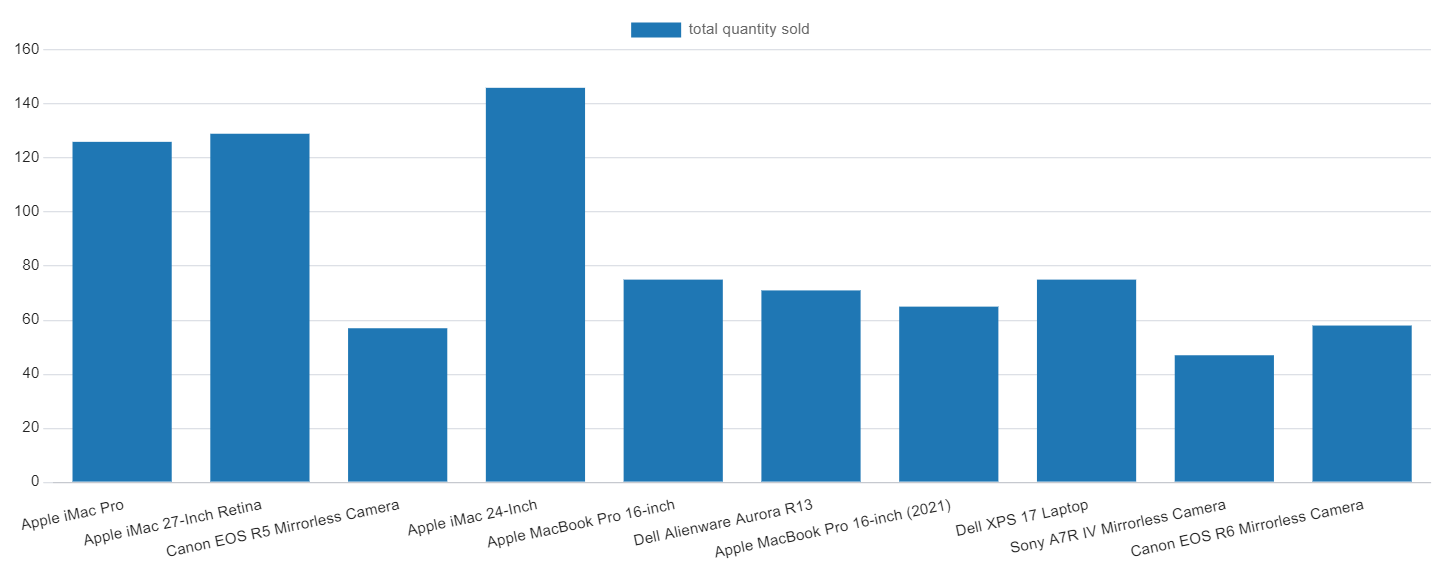 total quantity sold
160
140
120
100
80
60
40
20
0
Apple iMac Pro
Apple iMac 27-Inch Retina
Canon EOS R5 Mirrorless Camera
Apple iMac 24-Inch
Apple MacBook Pro 16-inch
Dell Alienware Aurora R13
Apple MacBook Pro 16-inch (2021)
Dell XPS 17 Laptop
Sony A7R IV Mirrorless Camera
Canon EOS R6 Mirrorless Camera